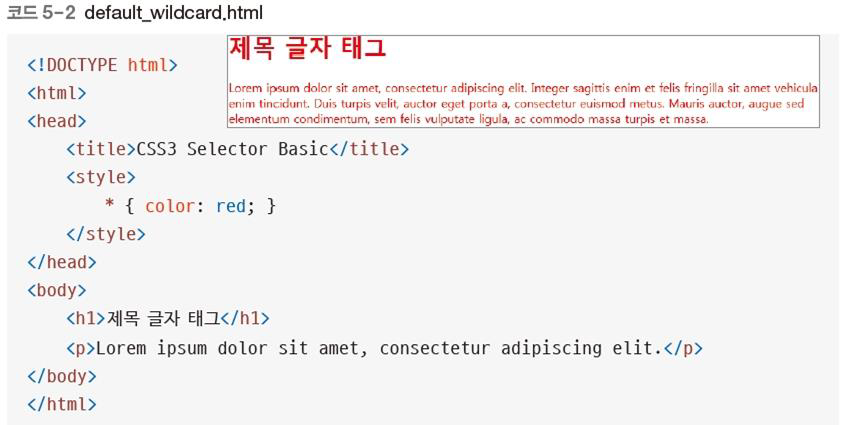 코드 5-2 default_wildcard.html
제목 글자 태그
Lorem ipsum dolor sit amet, consectetur adipiscing elit. Integer sagittis enim et felis fringilla sit amet vehicula
enim tincidunt. Duis turpis velit, auctor eget porta a, consectetur euismod metus. Mauris auctor, augue sed
elementum condimentum, sem felis vulputate ligula, ac commodo massa turpis et massa.
<!DOCTYPE html>
<html>
<head>
<title>CSS3 Selector Basic</title>
<style>
* { color: red; }
</style>
</head>
<body>
<h1>제목 글자 태그</h1>
<p>Lorem ipsum dolor sit amet, consectetur adipiscing elit.</p>
</body>
</html>